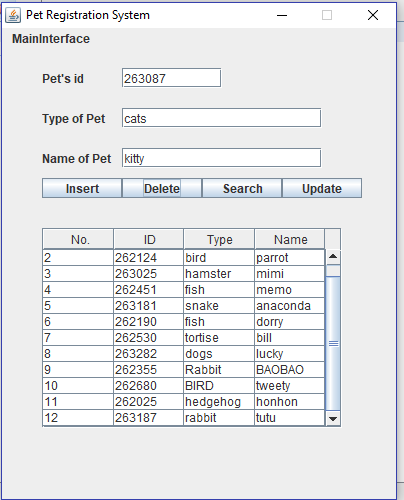 Pet Registration System
MainInterface
Pet's id 263087
Type of Pet cats
Name of Pet kitty
Insert Delete Search Update
No. ID Type Name
2 262124 bird parrot
3 263025 hamster mimi
4 262451 fish memo
5 263181 snake anaconda
6 262190 fish dorry
7 262530 tortise bill
8 263282 dogs lucky
9 262355 Rabbit BAOBAO
10 262680 BIRD tweety
11 262025 hedgehog honhon
12 263187 rabbit tutu